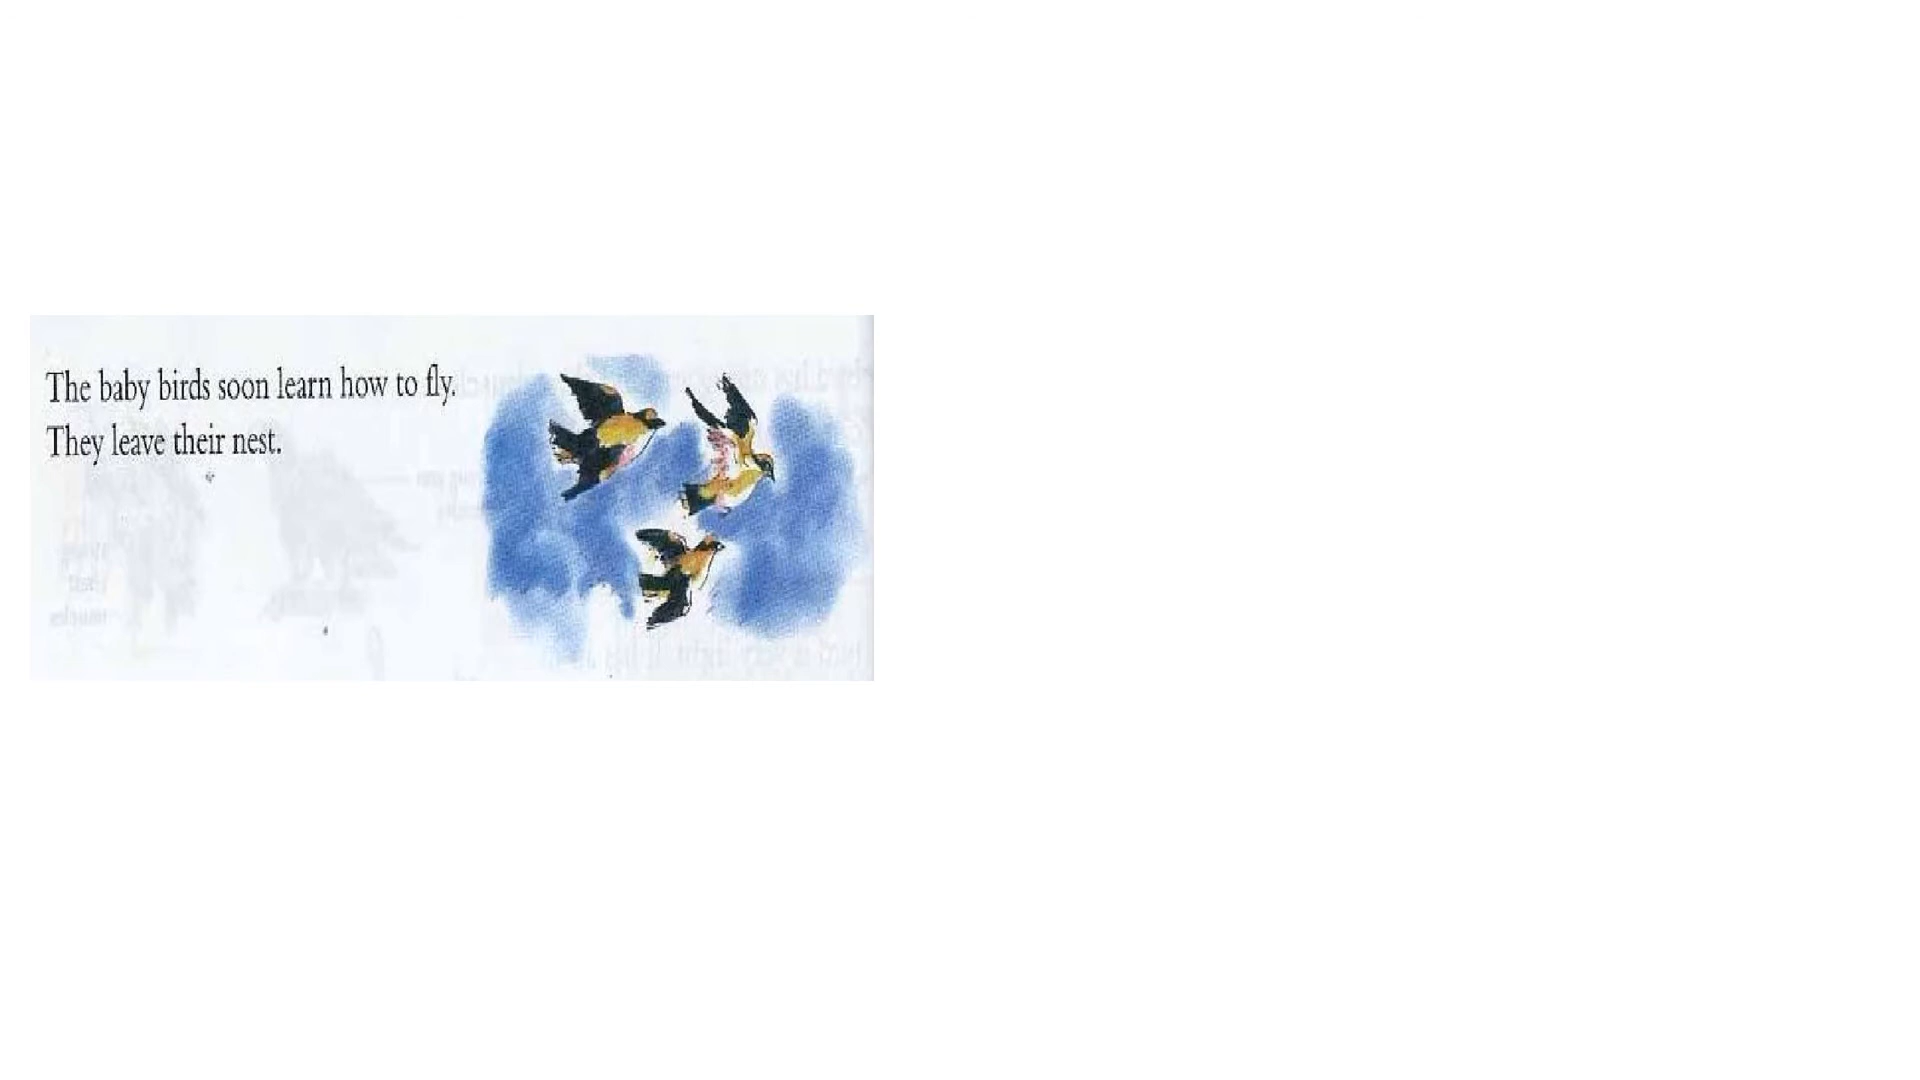 The baby birds soon learn how to fly.
They leave their nest.